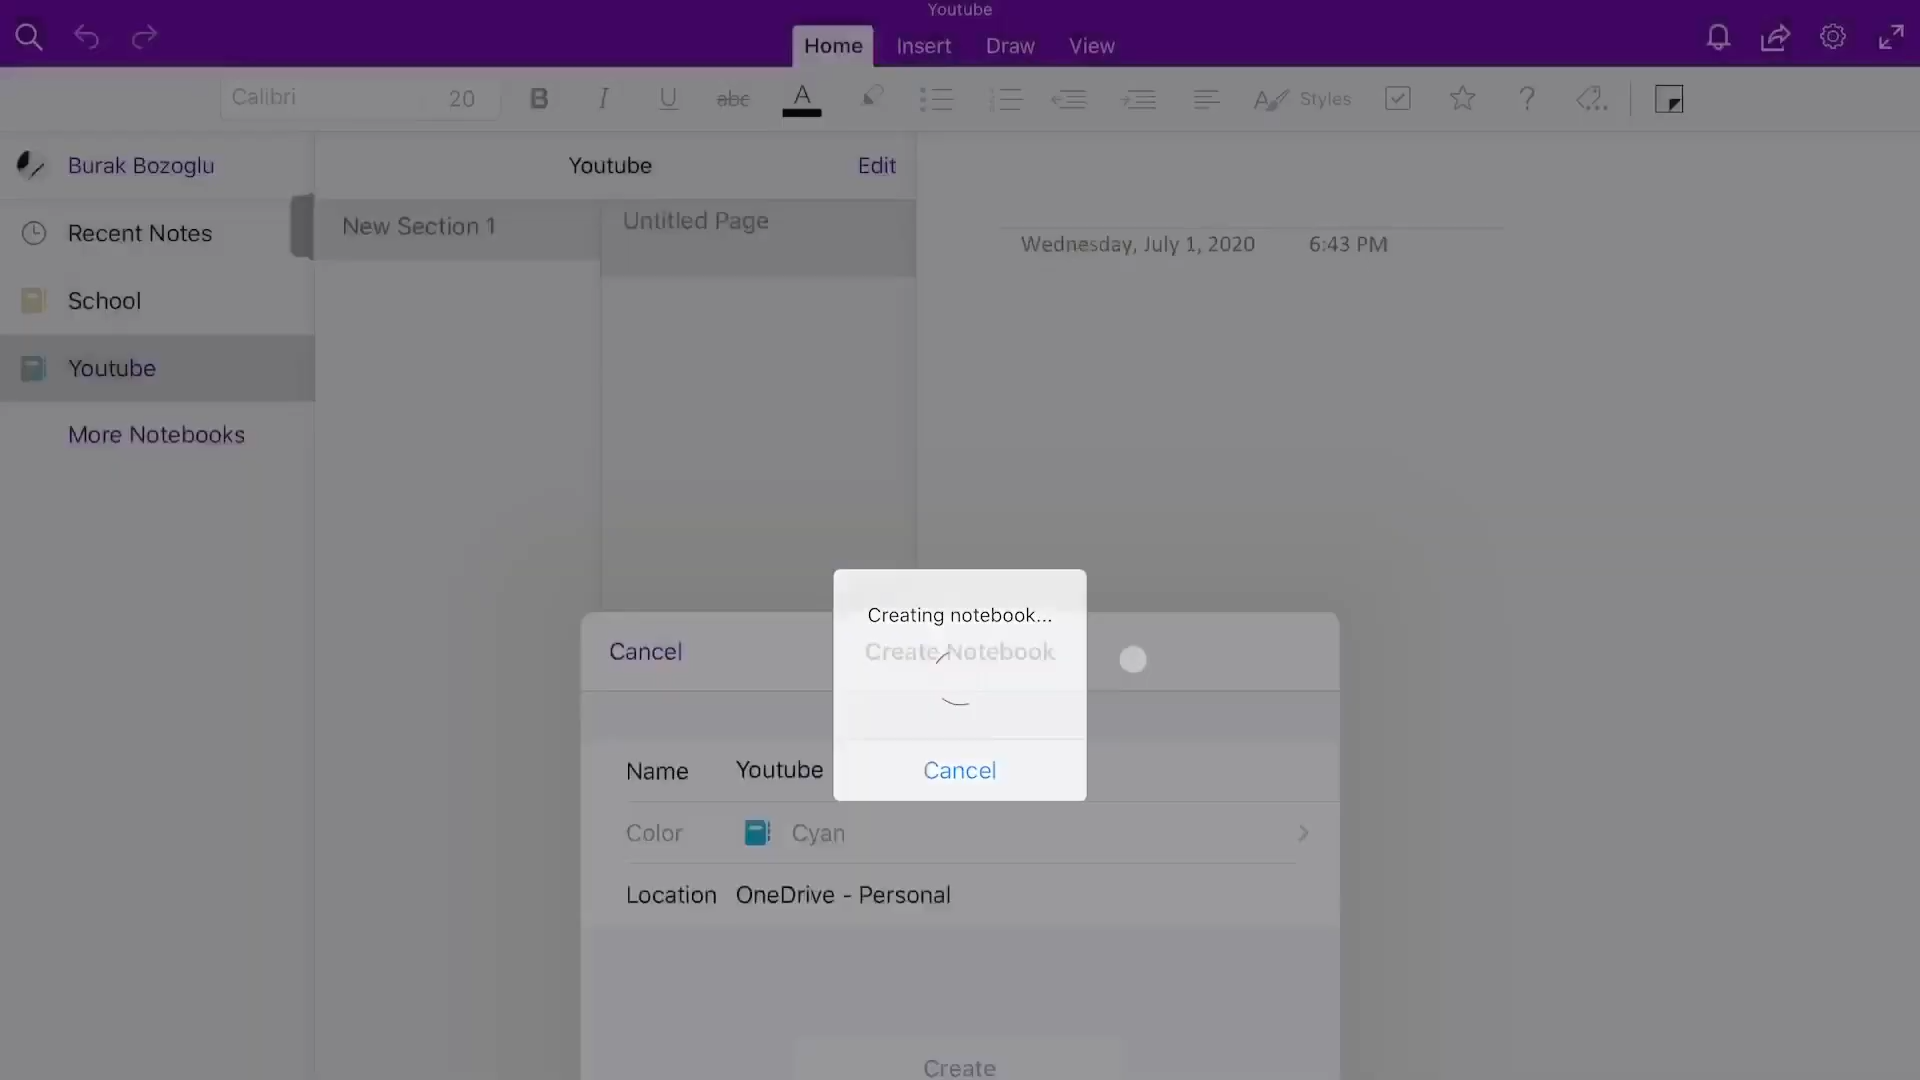 Youtube
Home Insert Draw View
Calibri 20 B I U abc A A Styles ?
Burak Bozoglu
Youtube Edit
Recent Notes
New Section 1
Untitled Page
Wednesday, July 1, 2020 6:43 PM
School
Youtube
More Notebooks
Creating notebook...
Cancel Create Notebook
Name Youtube
Cancel
Color Cyan
Location OneDrive - Personal
Create